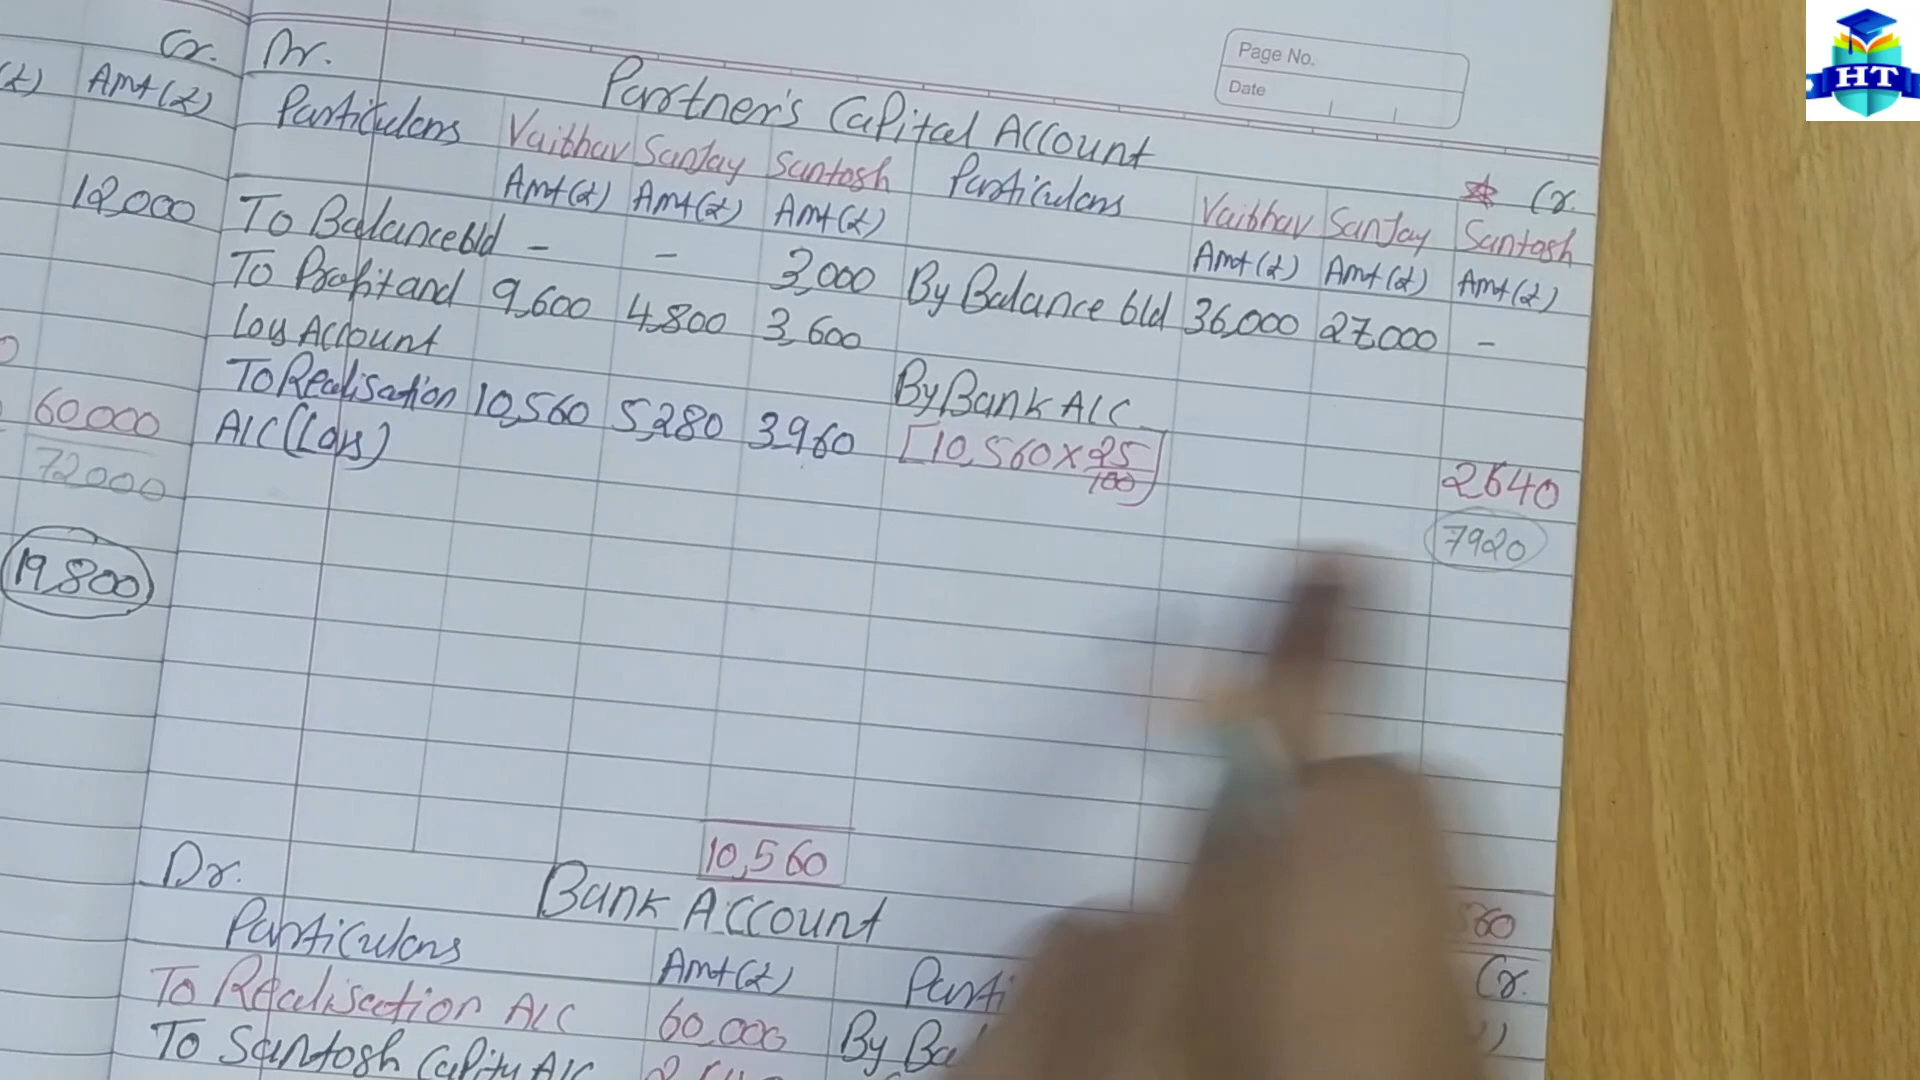 HT
Page No.
Date
Cr. Dr.
Partner's Capital Account
Cr.
Amt(₹)
Particulars Vaibhav Sanjay Santosh Particulars Vaibhav Sanjay Santosh
Amt(₹) Amt(₹) Amt(₹) Amt(₹) Amt(₹) Amt(₹)
12000
To Balance b/d - - 3,000 By Balance b/d 36,000 27,000 -
To Profit and 9,600 4,800 3,600
Loss Account
To Realisation 10,560 5,280 3,960 By Bank A/C
A/C (Loss) [10,560 × 25/100] 2640
60,000
72000
7920
19,800
10,560
Dr. Bank Account
Cr.
Particulars Amt(₹)
To Realisation A/C 60,000
To Santosh